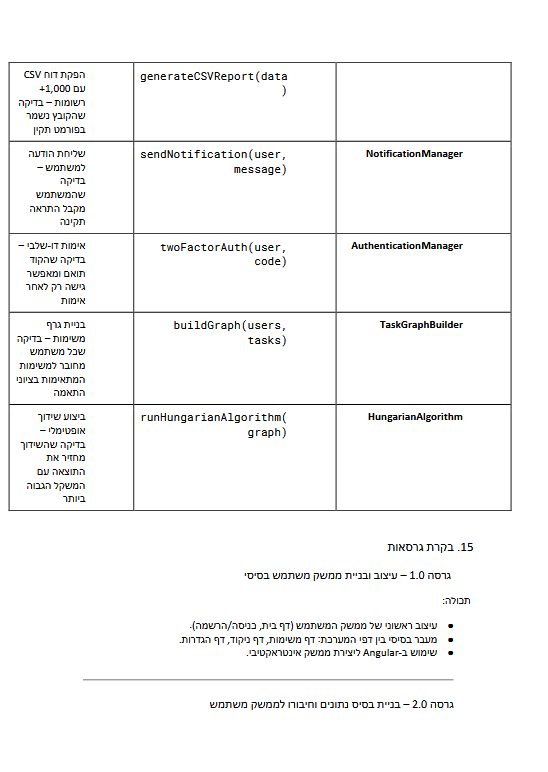 generateCSVReport(data
)
הפקת דוח CSV
עם 1,000+
רשומות – בדיקה
שהקובץ נשמר
בפורמט תקין
NotificationManager
sendNotification(user,
message)
שליחת הודעה
למשתמש –
בדיקה
שהמשתמש
מקבל התראה
תקינה
AuthenticationManager
twoFactorAuth(user,
code)
אימות דו-שלבי –
בדיקה שהקוד
תואם ומאפשר
גישה רק לאחר
אימות
TaskGraphBuilder
buildGraph(users,
tasks)
בניית גרף
משימות – בדיקה
שכל משתמש
מחובר למשימות
המתאימות בציוני
התאמה
HungarianAlgorithm
runHungarianAlgorithm(
graph)
ביצוע שידוך
אופטימלי –
בדיקה שהשידוך
מחזיר את
התוצאה עם
המשקל הגבוה
ביותר
15. בקרת גרסאות
גרסה 1.0 – עיצוב ובניית ממשק משתמש בסיסי
תכולה:
● עיצוב ראשוני של ממשק המשתמש (דף בית, כניסה/הרשמה).
● מעבר בסיסי בין דפי המערכת: דף משימות, דף ניקוד, דף הגדרות.
● שימוש ב-Angular ליצירת ממשק אינטראקטיבי.
גרסה 2.0 – בניית בסיס נתונים וחיבורו לממשק משתמש